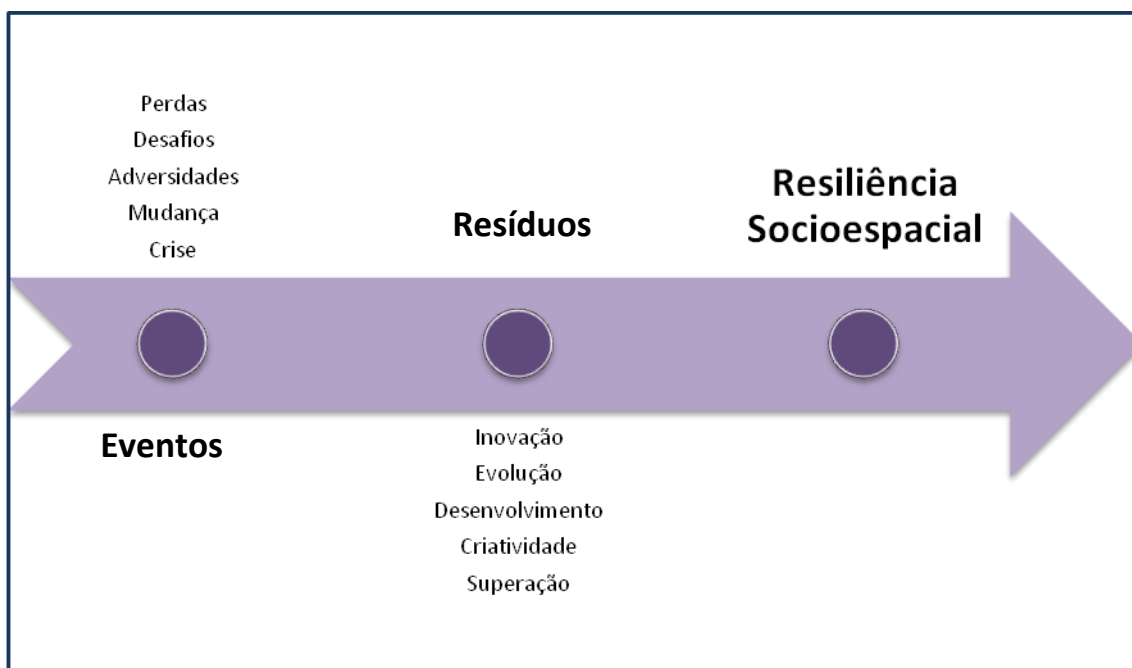 Perdas
Desafios
Adversidades
Mudança
Crise
Eventos
Resíduos
Inovação
Evolução
Desenvolvimento
Criatividade
Superação
Resiliência
Socioespacial